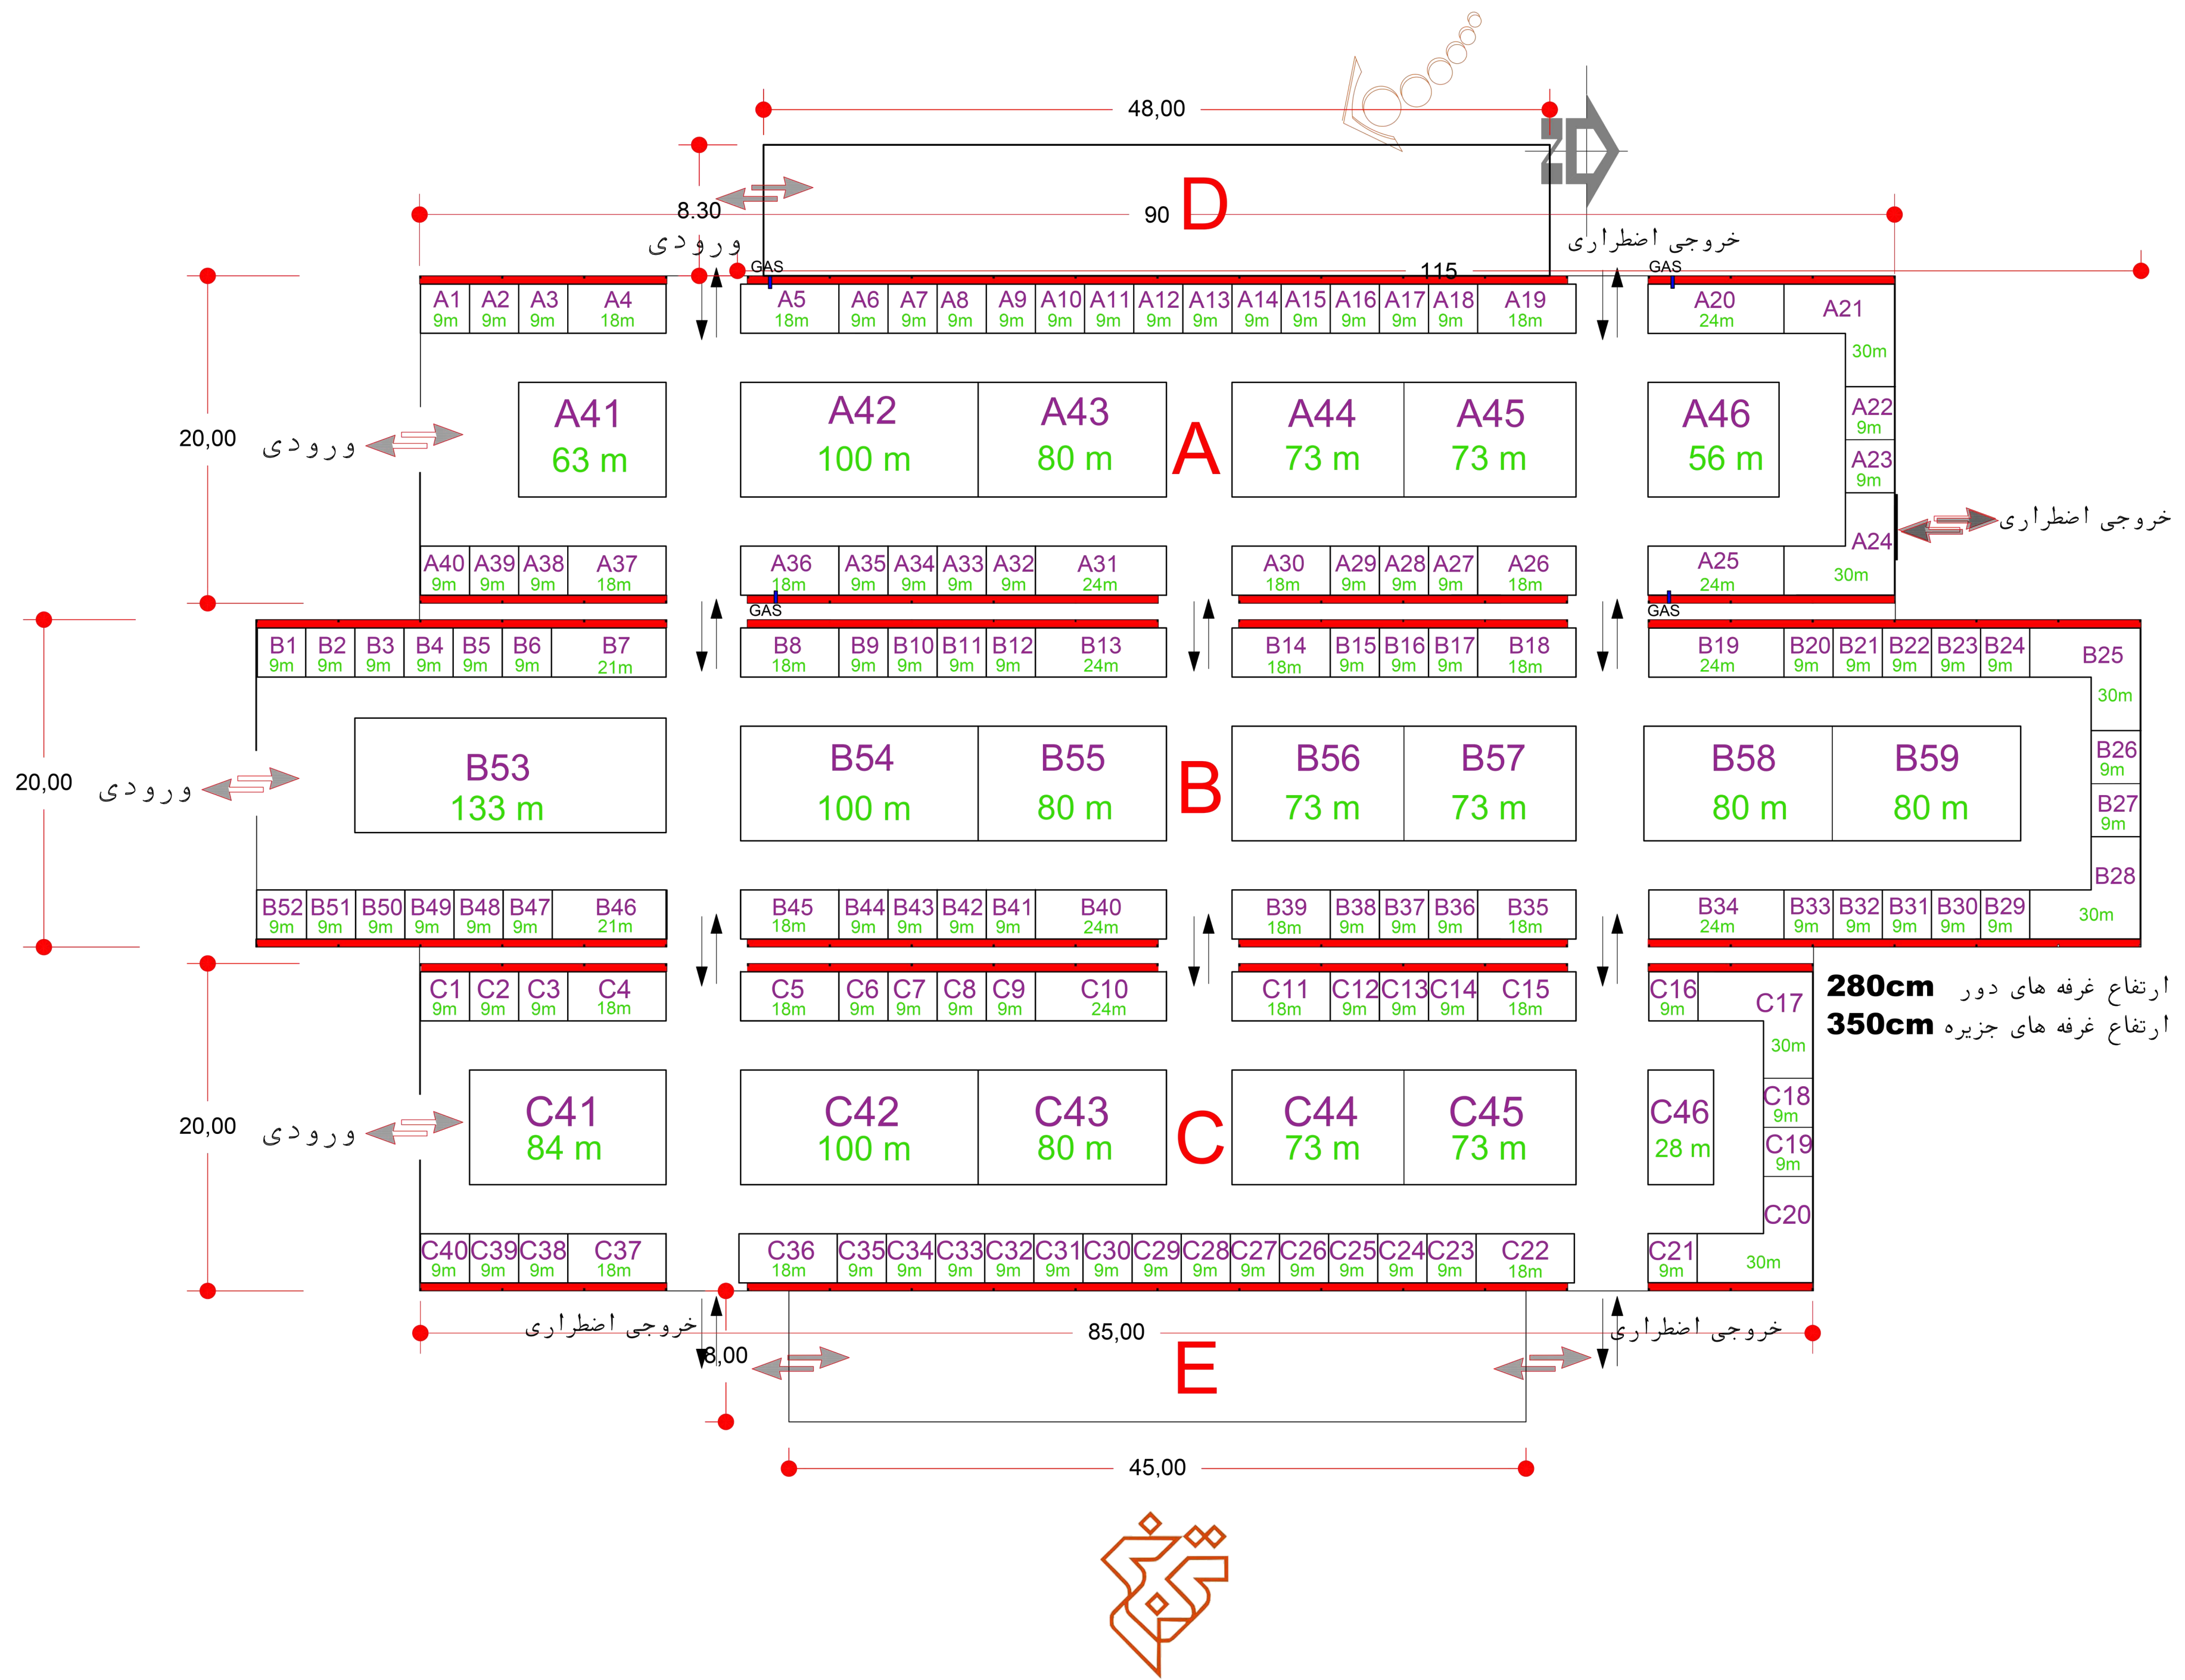 48,00
D
8.30
90
ورودی
خروجی اضطراری
GAS
115
GAS
A1 A2 A3 A4 A5 A6 A7 A8 A9 A10 A11 A12 A13 A14 A15 A16 A17 A18 A19 A20 A21
9m 9m 9m 18m 18m 9m 9m 9m 9m 9m 9m 9m 9m 9m 9m 9m 9m 9m 18m 24m
30m
A41 A42 A43 A44 A45 A46
63 m 100 m 80 m 73 m 73 m 56 m
A
A22
9m
A23
9m
20,00
ورودی
خروجی اضطراری
A24
30m
A40 A39 A38 A37 A36 A35 A34 A33 A32 A31 A30 A29 A28 A27 A26 A25
9m 9m 9m 18m 18m 9m 9m 9m 9m 24m 18m 9m 9m 9m 18m 24m
GAS
GAS
B1 B2 B3 B4 B5 B6 B7 B8 B9 B10 B11 B12 B13 B14 B15 B16 B17 B18 B19 B20 B21 B22 B23 B24 B25
9m 9m 9m 9m 9m 9m 21m 18m 9m 9m 9m 9m 24m 18m 9m 9m 9m 18m 24m 9m 9m 9m 9m 9m
30m
B53 B54 B55 B56 B57 B58 B59
133 m 100 m 80 m 73 m 73 m 80 m 80 m
B
B26
9m
B27
9m
20,00
ورودی
B28
30m
B52 B51 B50 B49 B48 B47 B46 B45 B44 B43 B42 B41 B40 B39 B38 B37 B36 B35 B34 B33 B32 B31 B30 B29
9m 9m 9m 9m 9m 9m 21m 18m 9m 9m 9m 9m 24m 18m 9m 9m 9m 18m 24m 9m 9m 9m 9m 9m
C1 C2 C3 C4 C5 C6 C7 C8 C9 C10 C11 C12 C13 C14 C15 C16 C17
9m 9m 9m 18m 18m 9m 9m 9m 9m 24m 18m 9m 9m 9m 18m 9m
30m
ارتفاع غرفه های دور 280cm
ارتفاع غرفه های جزیره 350cm
C41 C42 C43 C44 C45 C46
84 m 100 m 80 m 73 m 73 m 28 m
C
C18
9m
C19
9m
20,00
ورودی
C20
30m
C40 C39 C38 C37 C36 C35 C34 C33 C32 C31 C30 C29 C28 C27 C26 C25 C24 C23 C22 C21
9m 9m 9m 18m 18m 9m 9m 9m 9m 9m 9m 9m 9m 9m 9m 9m 9m 9m 18m 9m
خروجی اضطراری
خروجی اضطراری
85,00
8,00
E
45,00